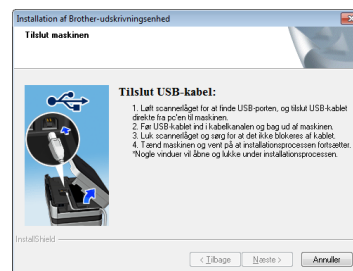 Installation af Brother-udskrivningsenhed
Tilslut maskinen
Tilslut USB-kabel:
1. Løft scannerlåget for at finde USB-porten, og tilslut USB-kablet
direkte fra pc'en til maskinen.
2. Før USB-kablet ind i kabelkanalen og bag ud af maskinen.
3. Luk scannerlåget og sørg for at det ikke blokeres af kablet.
4. Tænd maskinen og vent på at installationsprocessen fortsætter.
*Nogle vinduer vil åbne og lukke under installationsprocessen.
InstallShield
< Tilbage
Næste >
Annuller